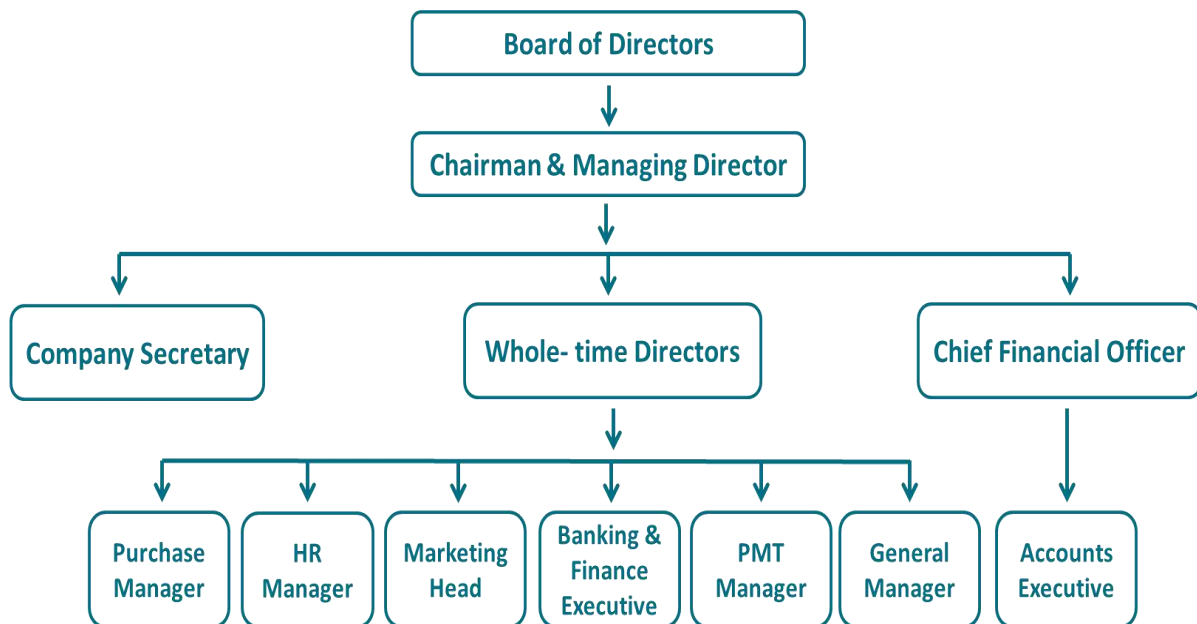 Board of Directors
Chairman & Managing Director
Company Secretary
Whole- time Directors
Chief Financial Officer
Purchase
Manager
HR
Manager
Marketing
Head
Banking &
Finance
Executive
PMT
Manager
General
Manager
Accounts
Executive